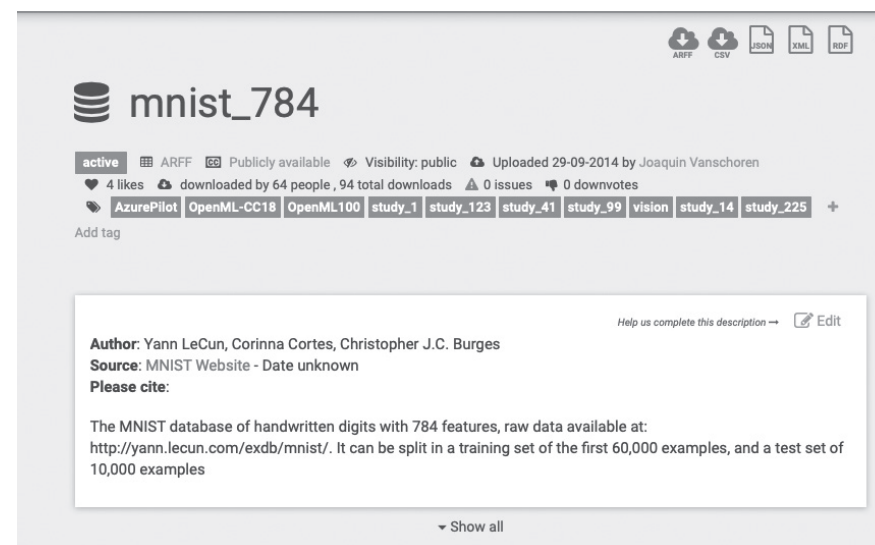 ARFF CSV JSON XML RDF
mnist_784
active ARFF CC Publicly available Visibility: public Uploaded 29-09-2014 by Joaquin Vanschoren
4 likes downloaded by 64 people , 94 total downloads 0 issues 0 downvotes
AzurePilot OpenML-CC18 OpenML100 study_1 study_123 study_41 study_99 vision study_14 study_225 +
Add tag
Help us complete this description → Edit
Author: Yann LeCun, Corinna Cortes, Christopher J.C. Burges
Source: MNIST Website - Date unknown
Please cite:
The MNIST database of handwritten digits with 784 features, raw data available at:
http://yann.lecun.com/exdb/mnist/. It can be split in a training set of the first 60,000 examples, and a test set of
10,000 examples
Show all